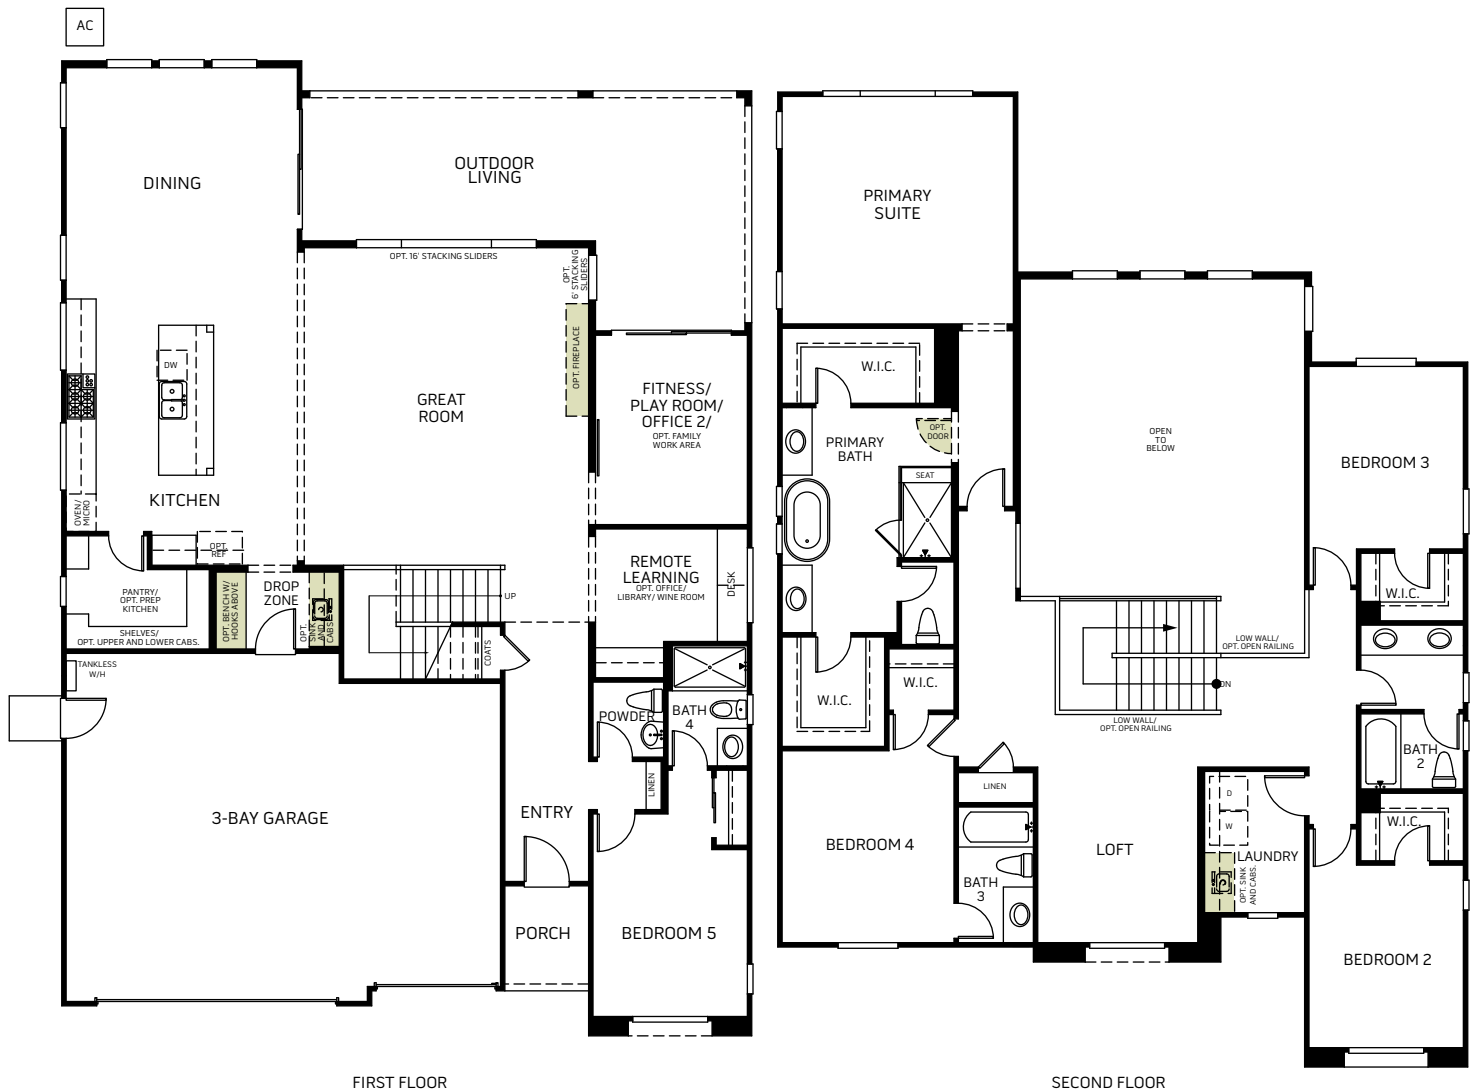 AC
DINING
OUTDOOR
LIVING
OPT. 16' STACKING SLIDERS
OPT.
6' STACKING
SLIDERS
OPT. FIREPLACE
DW
GREAT
ROOM
FITNESS/
PLAY ROOM/
OFFICE 2/
OPT. FAMILY
WORK AREA
KITCHEN
OVEN/
MICRO
OPT.
REF
PANTRY/
OPT. PREP
KITCHEN
SHELVES/
OPT. UPPER AND LOWER CABS.
OPT. BENCH W/
HOOKS ABOVE
DROP
ZONE
OPT.
SINK
AND
CABS.
UP
COATS
REMOTE
LEARNING
OPT. OFFICE/
LIBRARY/ WINE ROOM
DESK
TANKLESS
W/H
POWDER
BATH
4
LINEN
3-BAY GARAGE
ENTRY
PORCH
BEDROOM 5
FIRST FLOOR
PRIMARY
SUITE
W.I.C.
PRIMARY
BATH
OPT.
DOOR
SEAT
OPEN
TO
BELOW
BEDROOM 3
W.I.C.
LOW WALL/
OPT. OPEN RAILING
DN
LOW WALL/
OPT. OPEN RAILING
W.I.C.
W.I.C.
BATH
2
LINEN
D
W
W.I.C.
BEDROOM 4
LOFT
LAUNDRY
OPT. SINK
AND CABS.
BATH
3
BEDROOM 2
SECOND FLOOR